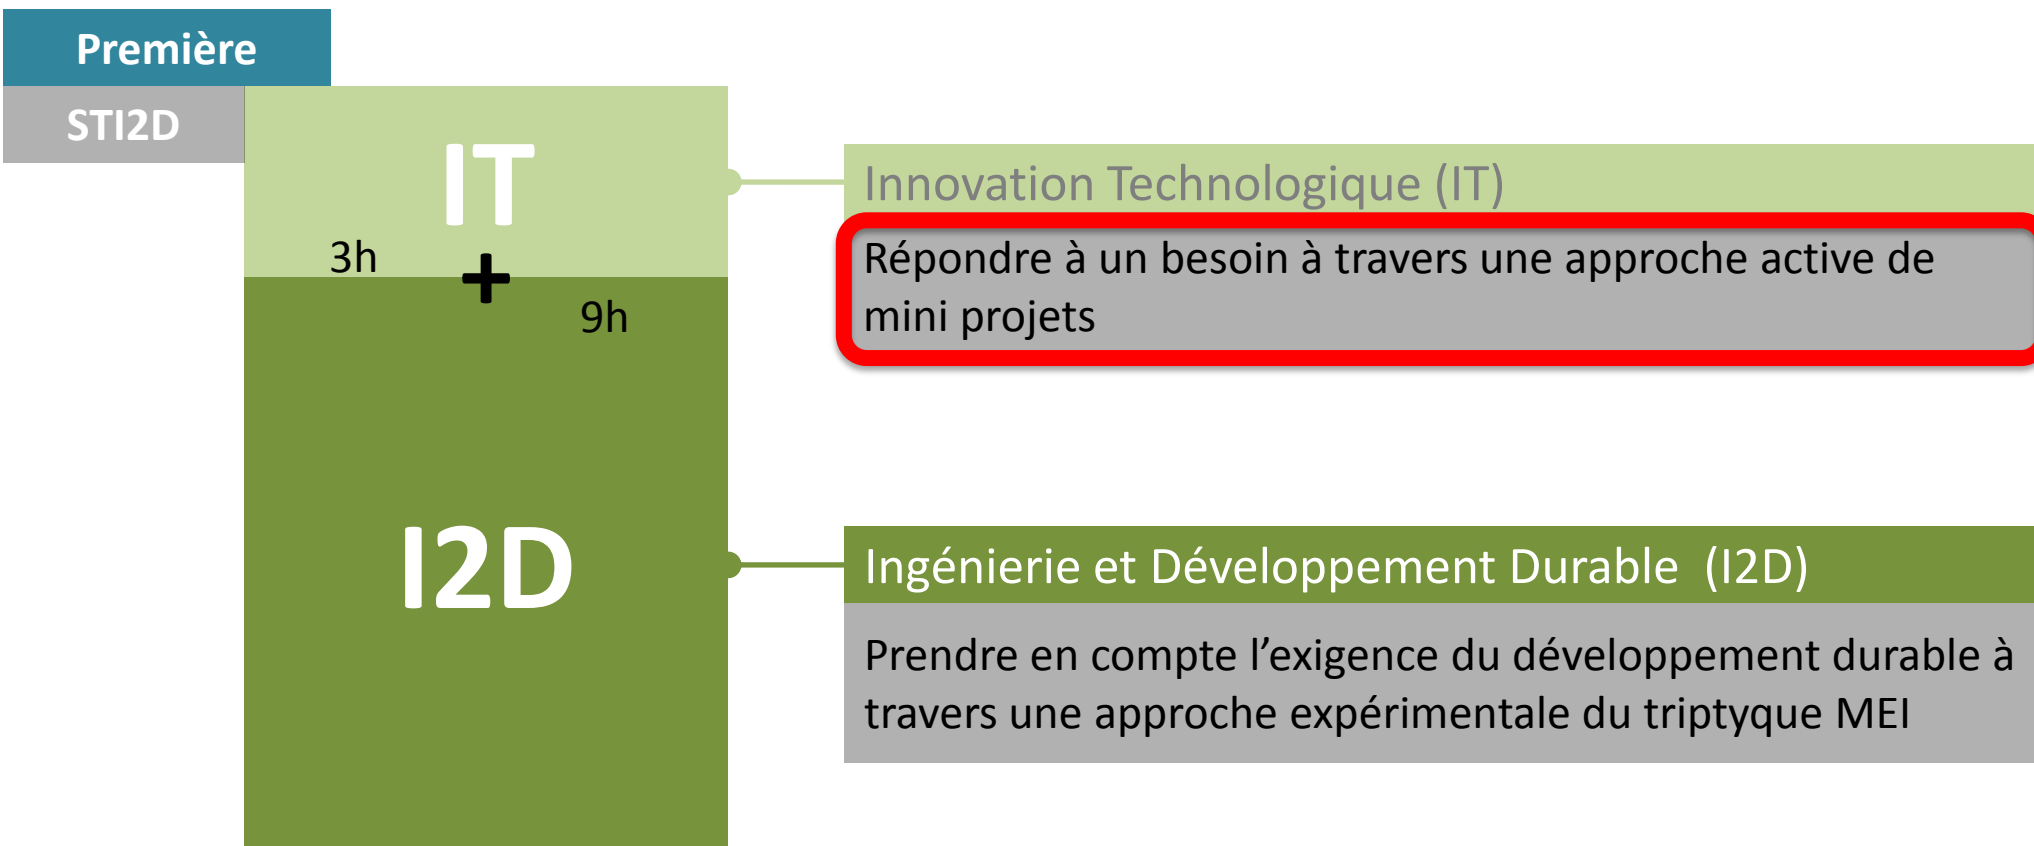 Première
STI2D
IT
3h
+
9h
I2D
Innovation Technologique (IT)
Répondre à un besoin à travers une approche active de
mini projets
Ingénierie et Développement Durable  (I2D)
Prendre en compte l’exigence du développement durable à
travers une approche expérimentale du triptyque MEI